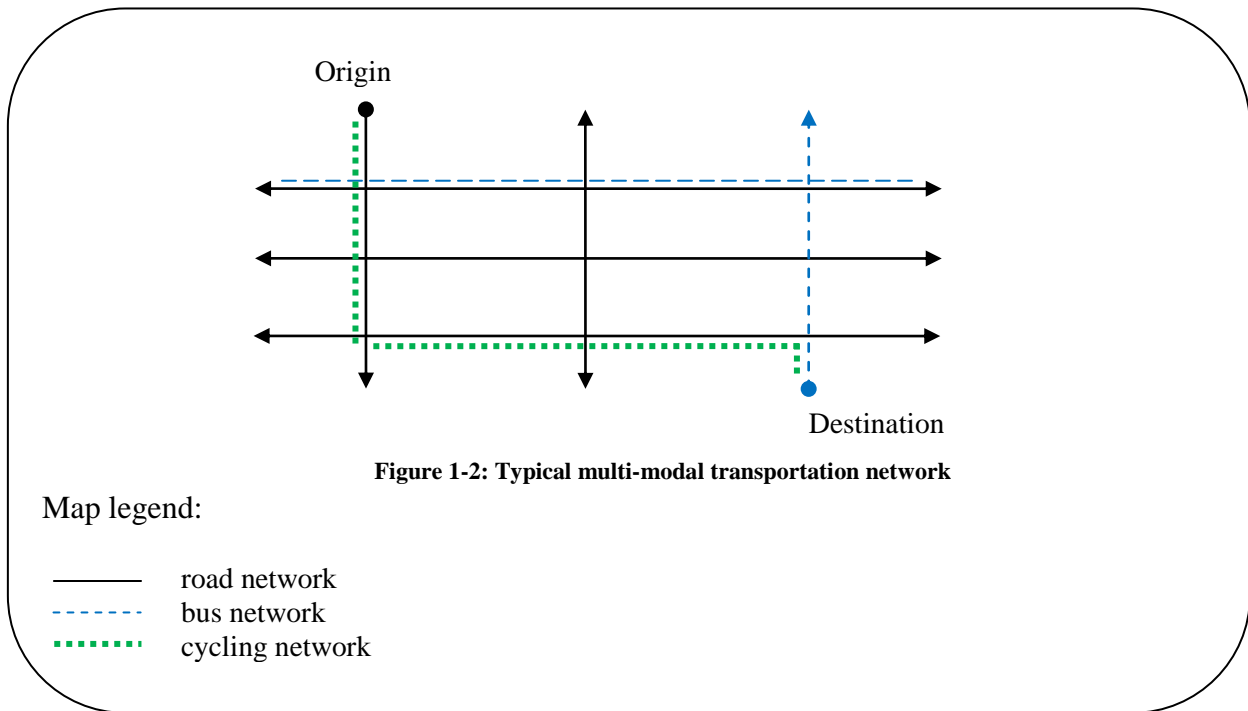 Origin
Destination
Figure 1-2: Typical multi-modal transportation network
Map legend:
road network
bus network
cycling network